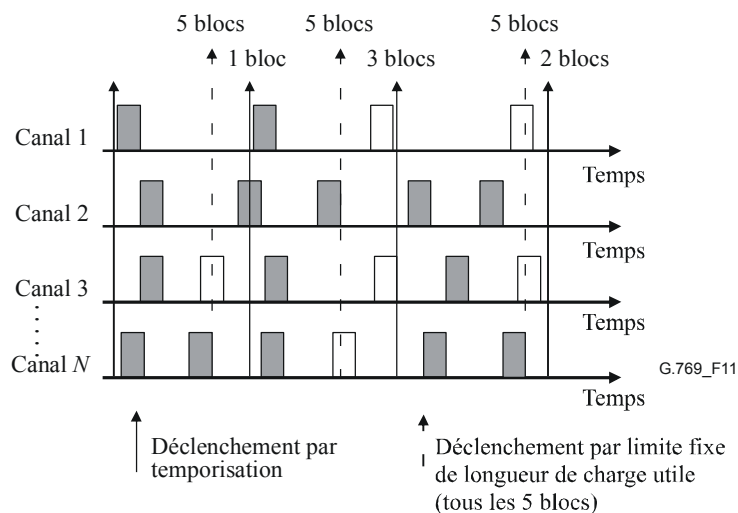 5 blocs 5 blocs 5 blocs
1 bloc 3 blocs 2 blocs
Canal 1
Temps
Canal 2
Temps
Canal 3
Temps
Canal N
G.769_F11
Temps
Déclenchement par
temporisation
Déclenchement par limite fixe
de longueur de charge utile
(tous les 5 blocs)